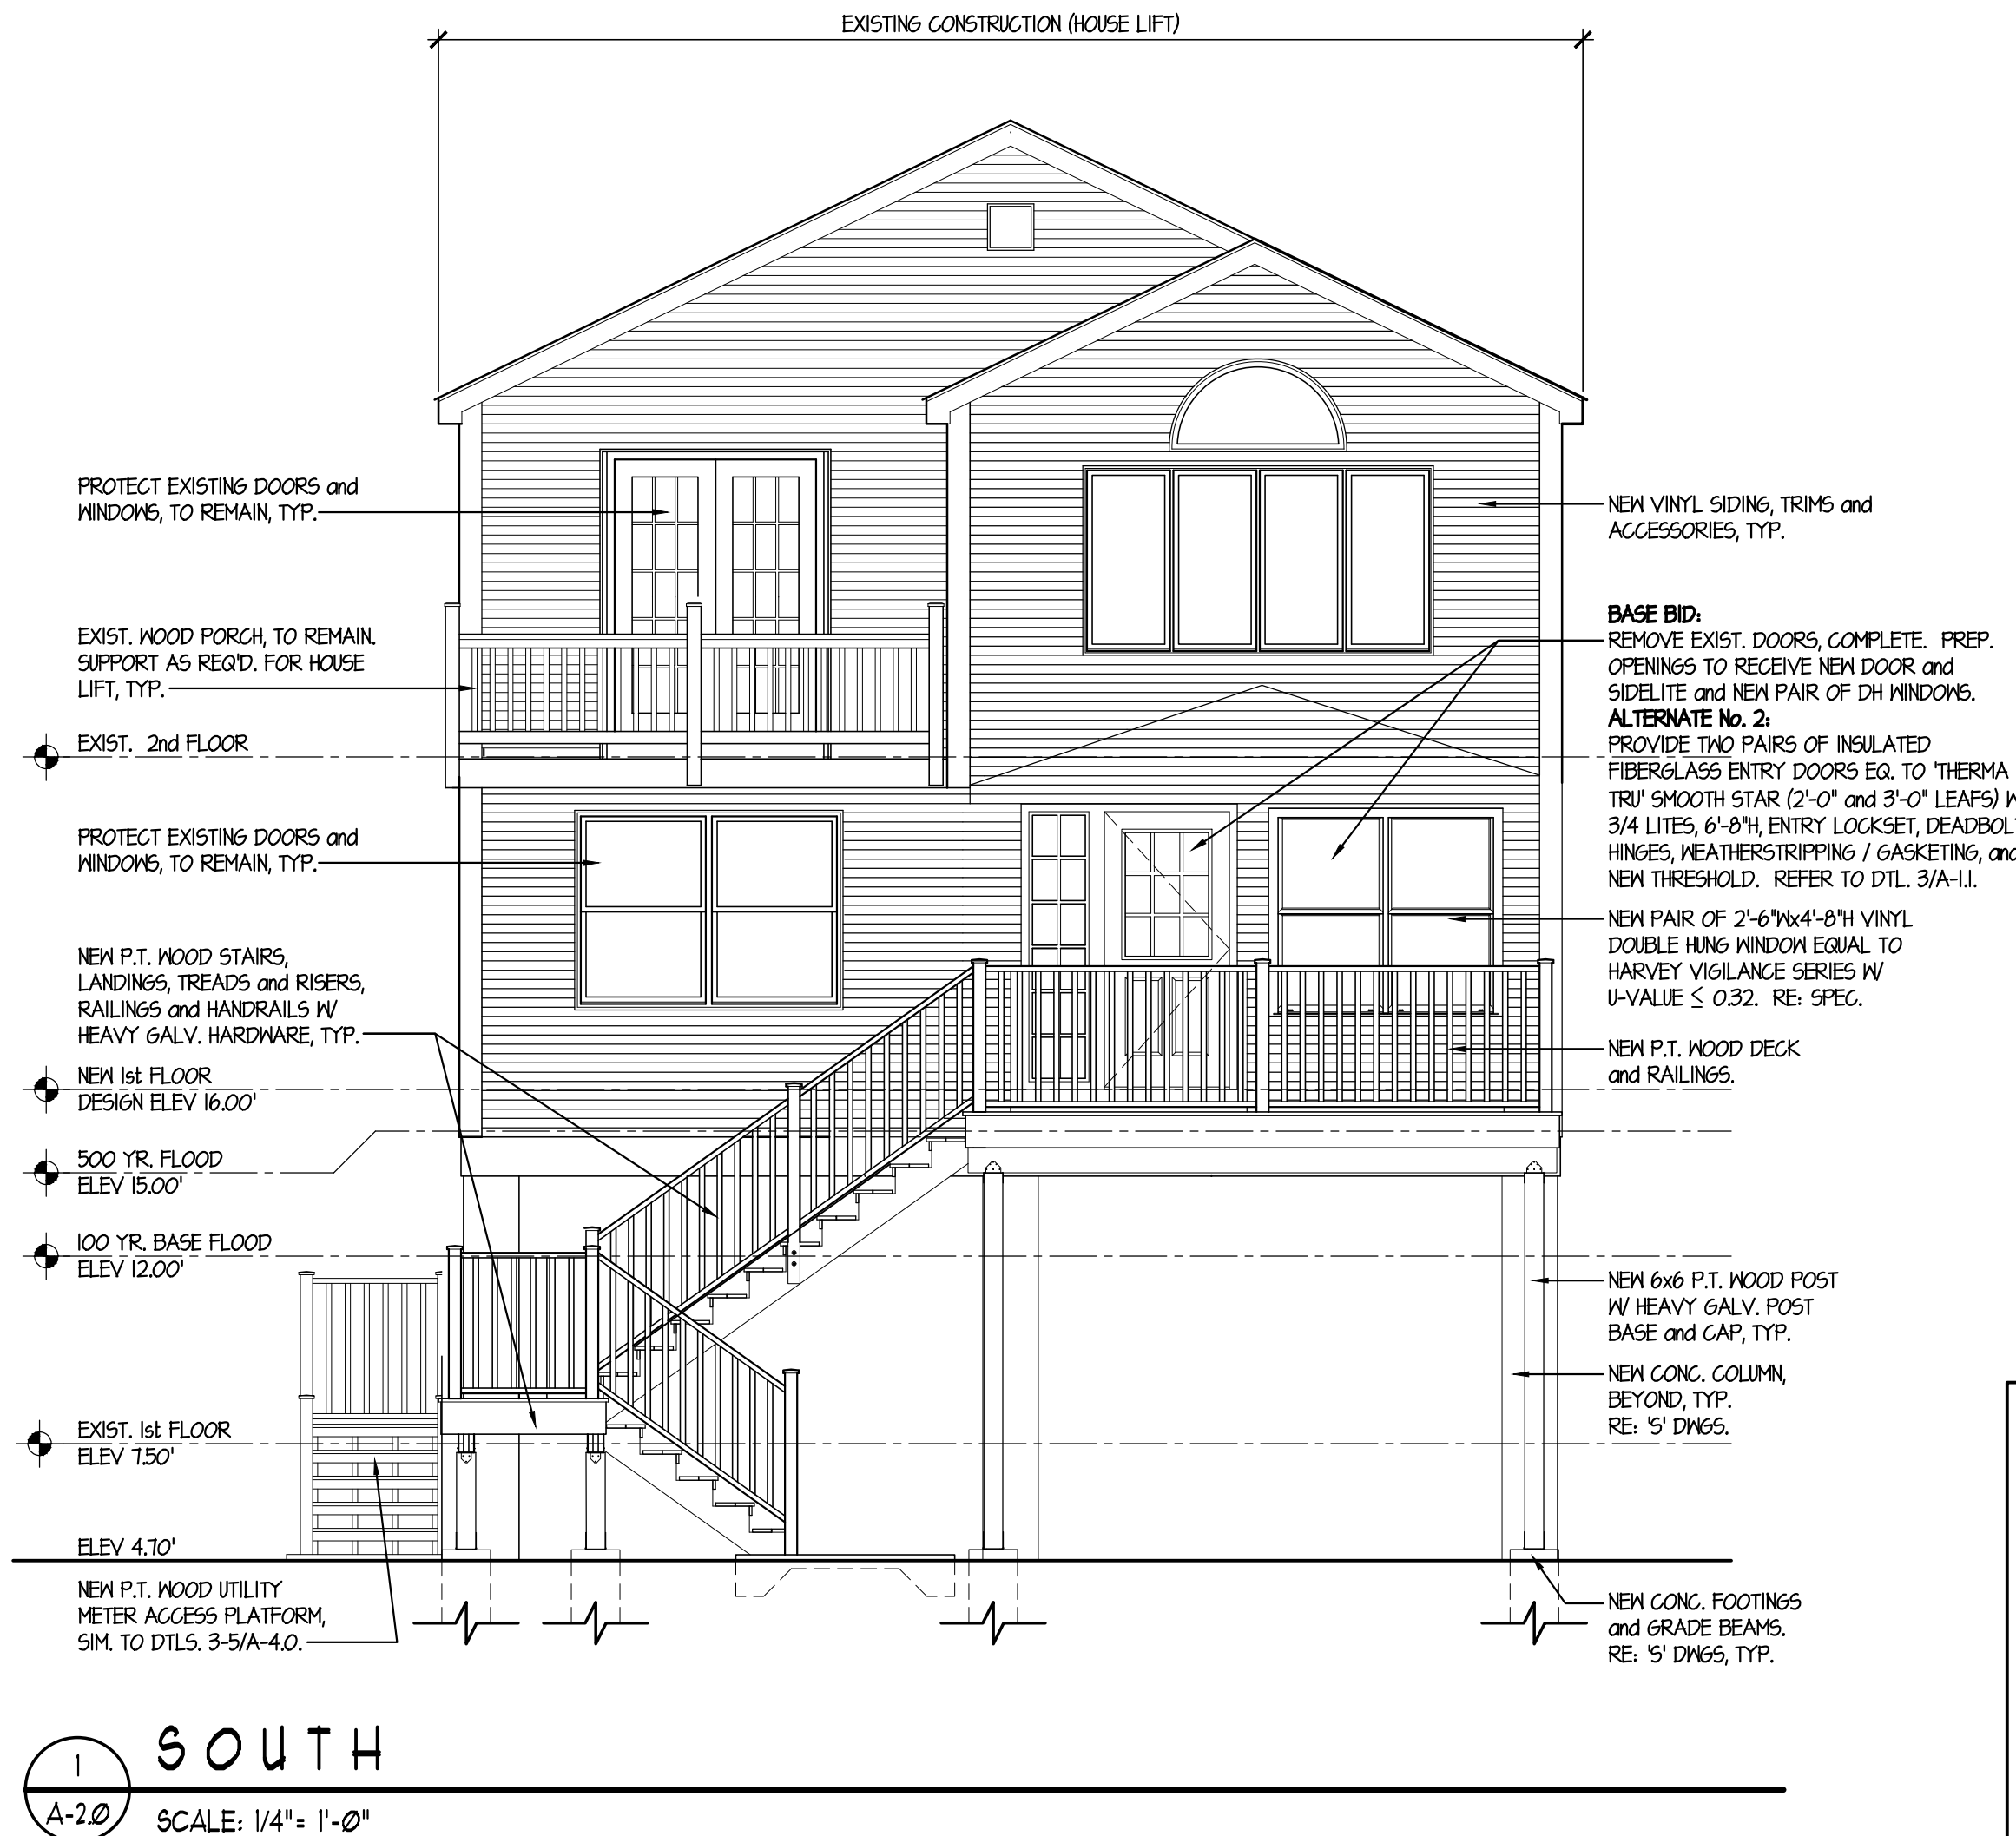 EXISTING CONSTRUCTION (HOUSE LIFT)
PROTECT EXISTING DOORS and
WINDOWS, TO REMAIN, TYP.
EXIST. WOOD PORCH, TO REMAIN.
SUPPORT AS REQ'D. FOR HOUSE
LIFT, TYP.
EXIST. 2nd FLOOR
PROTECT EXISTING DOORS and
WINDOWS, TO REMAIN, TYP.
NEW P.T. WOOD STAIRS,
LANDINGS, TREADS and RISERS,
RAILINGS and HANDRAILS W/
HEAVY GALV. HARDWARE, TYP.
NEW 1st FLOOR
DESIGN ELEV 16.00'
500 YR. FLOOD
ELEV 15.00'
100 YR. BASE FLOOD
ELEV 12.00'
EXIST. 1st FLOOR
ELEV 7.50'
ELEV 4.70'
NEW P.T. WOOD UTILITY
METER ACCESS PLATFORM,
SIM. TO DTLS. 3-5/A-4.0.
NEW VINYL SIDING, TRIMS and
ACCESSORIES, TYP.
BASE BID:
REMOVE EXIST. DOORS, COMPLETE. PREP.
OPENINGS TO RECEIVE NEW DOOR and
SIDELITE and NEW PAIR OF DH WINDOWS.
ALTERNATE No. 2:
PROVIDE TWO PAIRS OF INSULATED
FIBERGLASS ENTRY DOORS EQ. TO 'THERMA
TRU' SMOOTH STAR (2'-0" and 3'-0" LEAFS) W
3/4 LITES, 6'-8"H, ENTRY LOCKSET, DEADBOLT
HINGES, WEATHERSTRIPPING / GASKETING, and
NEW THRESHOLD. REFER TO DTL. 3/A-1.1.
NEW PAIR OF 2'-6"Wx4'-8"H VINYL
DOUBLE HUNG WINDOW EQUAL TO
HARVEY VIGILANCE SERIES W/
U-VALUE ≤ 0.32. RE: SPEC.
NEW P.T. WOOD DECK
and RAILINGS.
NEW 6x6 P.T. WOOD POST
W/ HEAVY GALV. POST
BASE and CAP, TYP.
NEW CONC. COLUMN,
BEYOND, TYP.
RE: 'S' DWGS.
NEW CONC. FOOTINGS
and GRADE BEAMS.
RE: 'S' DWGS, TYP.
1
A-2.0
SOUTH
SCALE: 1/4"= 1'-0"